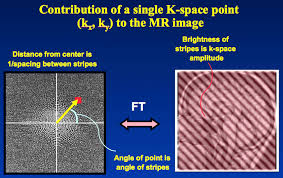 Contribution of a single K-space point
(kx, ky) to the MR image
Distance from center is
1/spacing between stripes
Brightness of
stripes is k-space
amplitude
FT
Angle of point is
angle of stripes